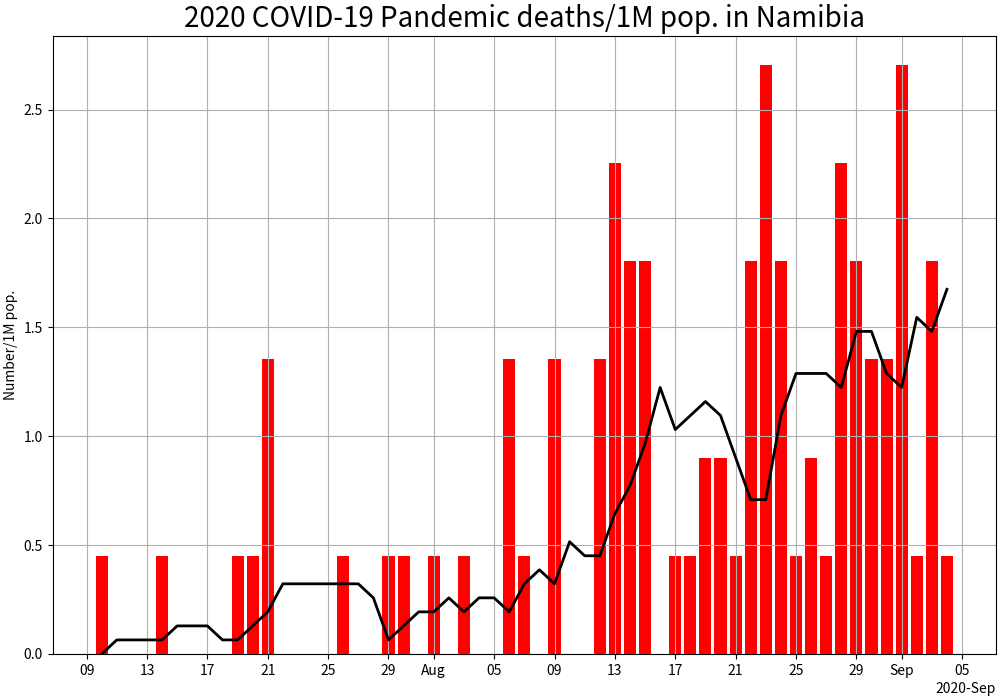 2020 COVID-19 Pandemic deaths/1M pop. in Namibia
Number/1M pop.
2.5
2.0
1.5
1.0
0.5
0.0
09 13 17 21 25 29 Aug 05 09 13 17 21 25 29 Sep 05
2020-Sep